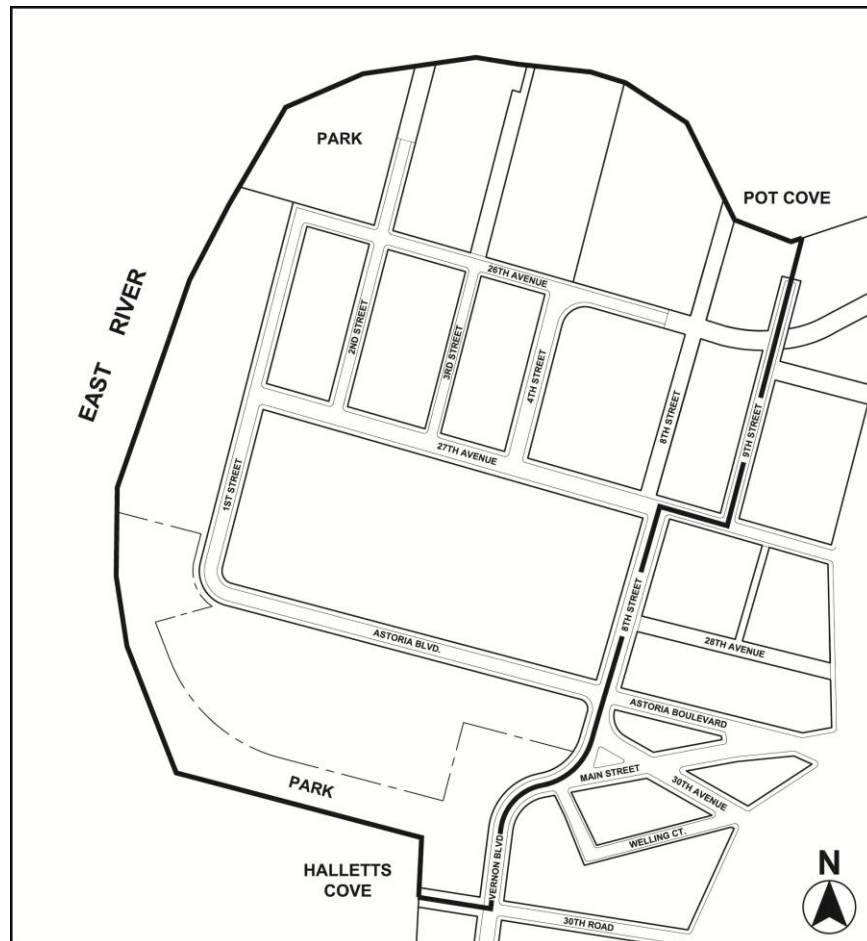 PARK
POT COVE
26TH AVENUE
EAST RIVER
2ND STREET
3RD STREET
4TH STREET
8TH STREET
9TH STREET
27TH AVENUE
1ST STREET
8TH STREET
ASTORIA BLVD.
28TH AVENUE
ASTORIA BOULEVARD
MAIN STREET
30TH AVENUE
PARK
WELLING CT.
HALLETTS
COVE
VERNON BLVD
30TH ROAD
N